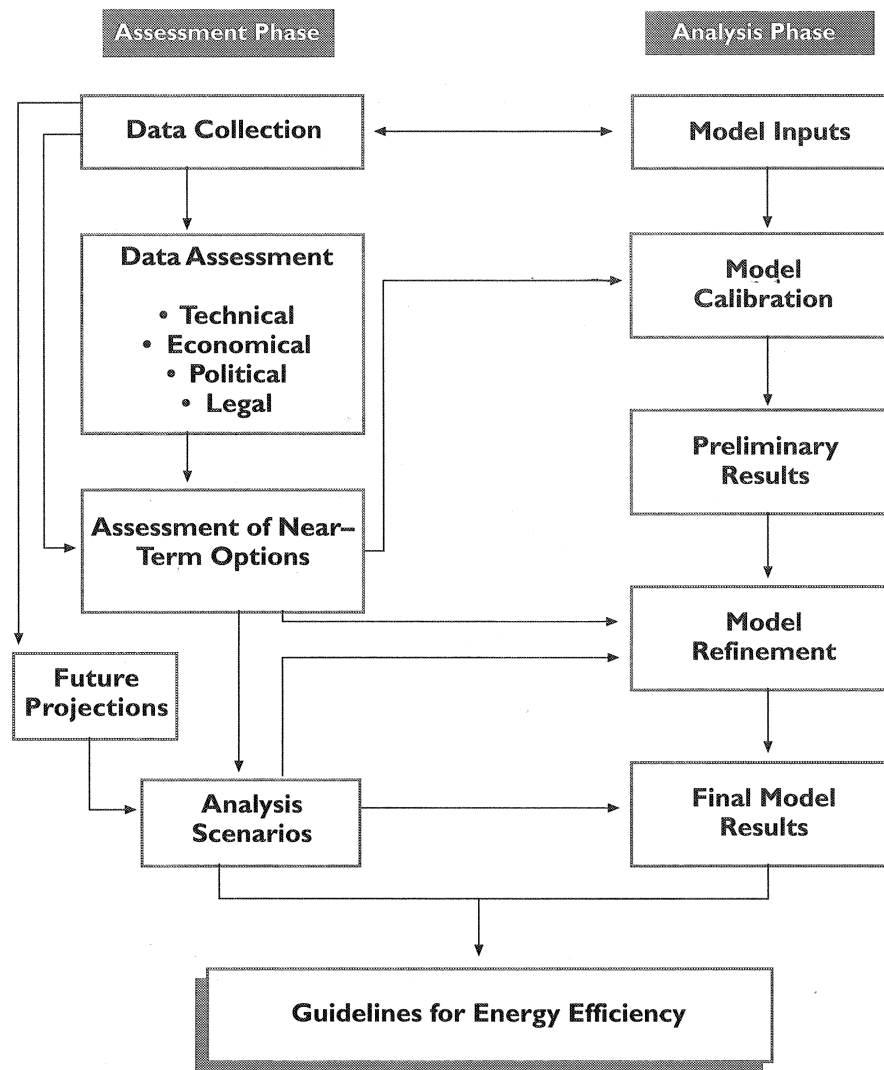 Assessment Phase
Analysis Phase
Data Collection
Model Inputs
Data Assessment
• Technical
• Economical
• Political
• Legal
Model
Calibration
Preliminary
Results
Assessment of Near–
Term Options
Model
Refinement
Future
Projections
Analysis
Scenarios
Final Model
Results
Guidelines for Energy Efficiency